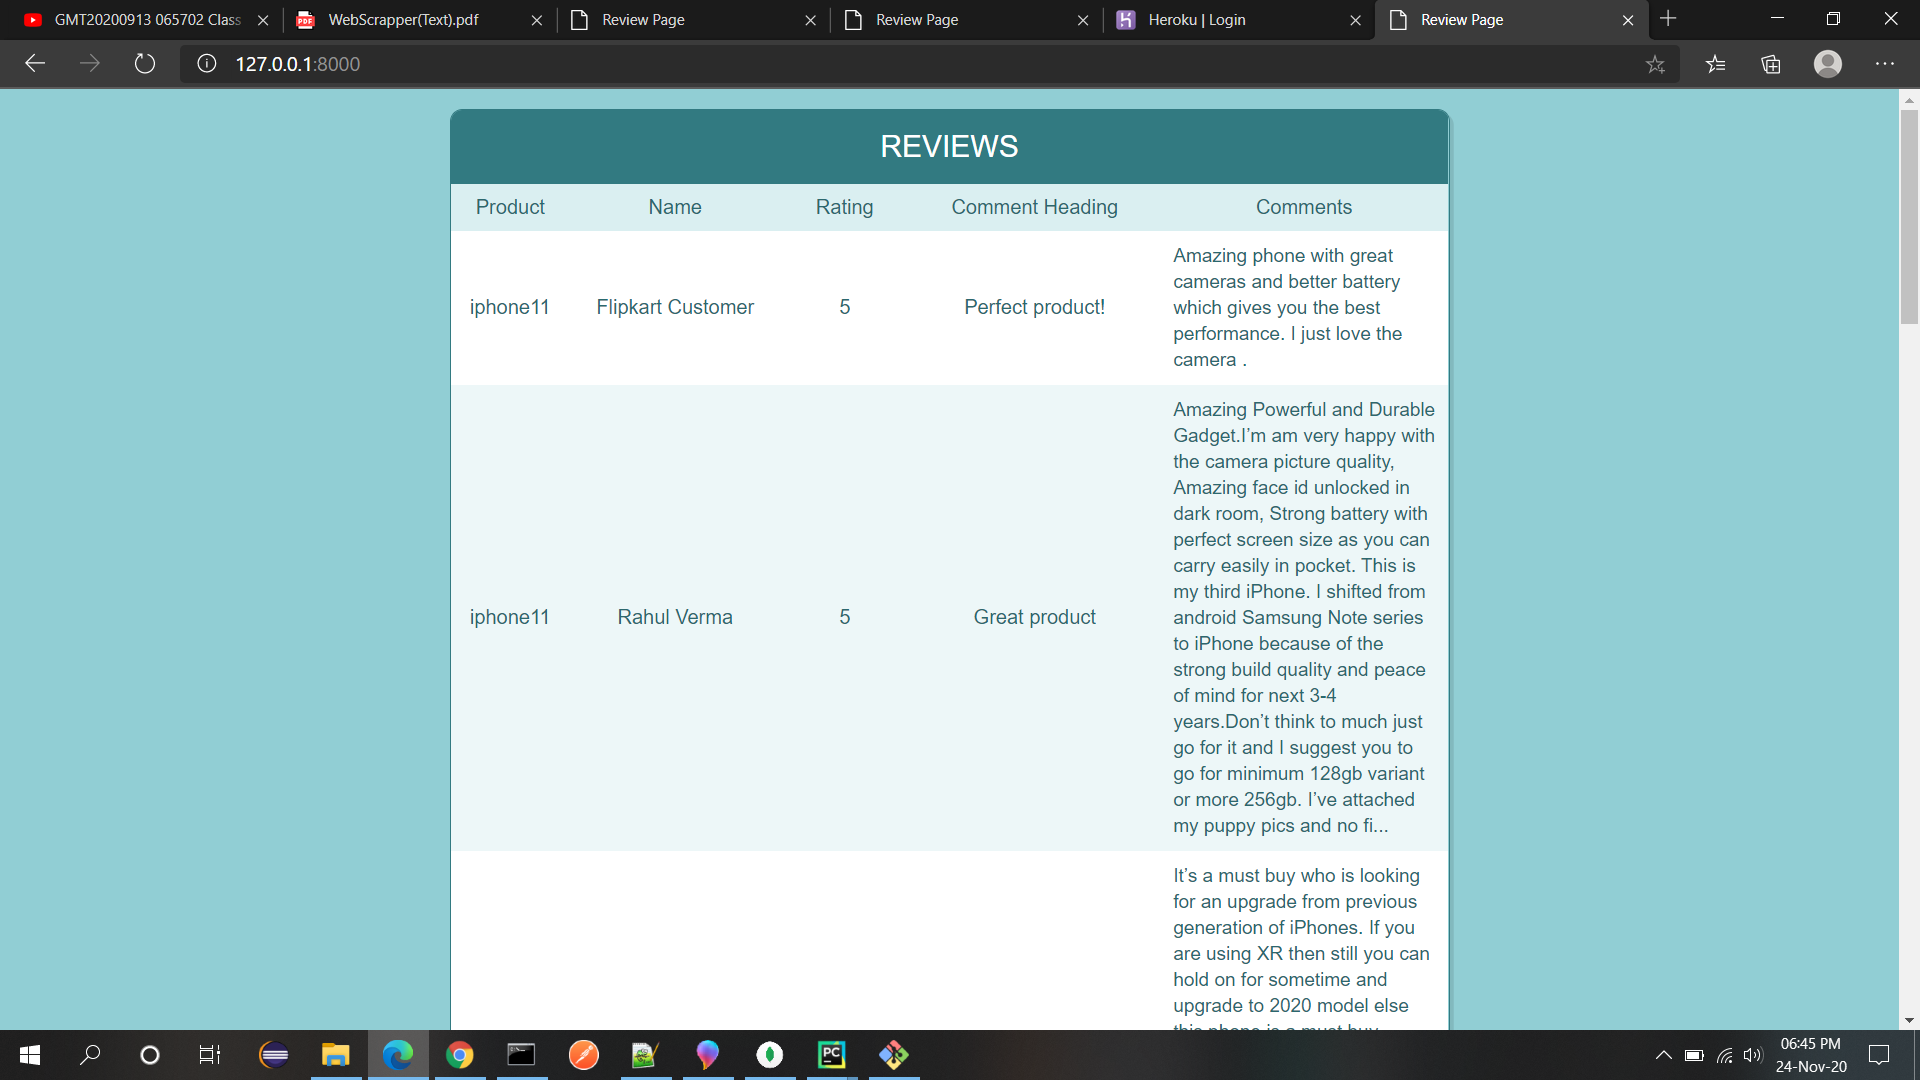 GMT20200913 065702 Class
WebScrapper(Text).pdf
Review Page
Review Page
Heroku | Login
Review Page
127.0.0.1:8000
REVIEWS
Product Name Rating Comment Heading Comments
iphone11 Flipkart Customer 5 Perfect product!
Amazing phone with great
cameras and better battery
which gives you the best
performance. I just love the
camera .
iphone11 Rahul Verma 5 Great product
Amazing Powerful and Durable
Gadget.I’m am very happy with
the camera picture quality,
Amazing face id unlocked in
dark room, Strong battery with
perfect screen size as you can
carry easily in pocket. This is
my third iPhone. I shifted from
android Samsung Note series
to iPhone because of the
strong build quality and peace
of mind for next 3-4
years.Don’t think to much just
go for it and I suggest you to
go for minimum 128gb variant
or more 256gb. I’ve attached
my puppy pics and no fi...
It’s a must buy who is looking
for an upgrade from previous
generation of iPhones. If you
are using XR then still you can
hold on for sometime and
upgrade to 2020 model else
this phone is a must buy
PC
06:45 PM
24-Nov-20